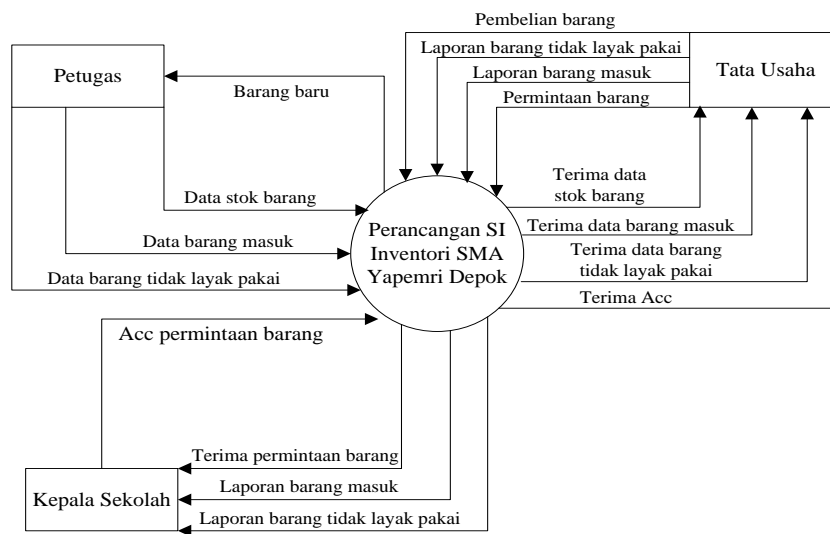 Pembelian barang
Laporan barang tidak layak pakai
Laporan barang masuk
Permintaan barang
Petugas
Tata Usaha
Barang baru
Data stok barang
Data barang masuk
Data barang tidak layak pakai
Perancangan SI
Inventori SMA
Yapemri Depok
Terima data
stok barang
Terima data barang masuk
Terima data barang
tidak layak pakai
Terima Acc
Acc permintaan barang
Terima permintaan barang
Kepala Sekolah
Laporan barang masuk
Laporan barang tidak layak pakai